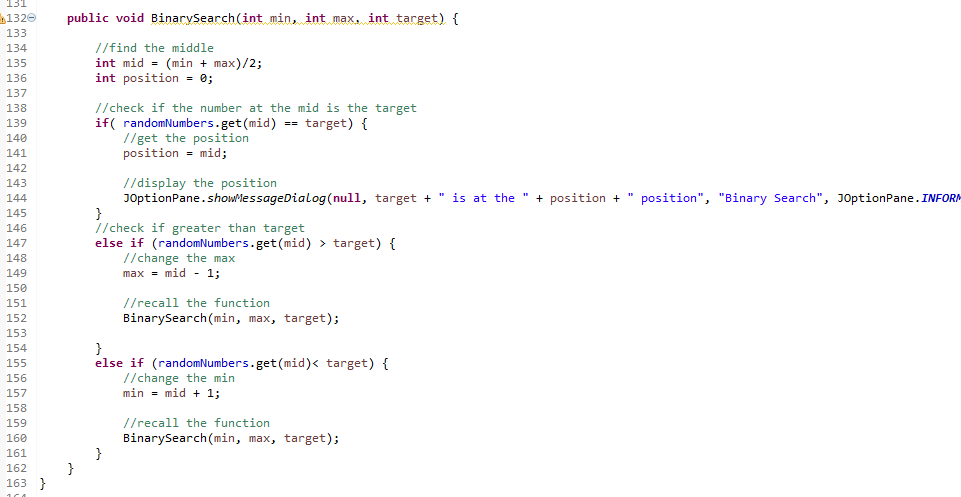 131
132 public void BinarySearch(int min, int max, int target) {
133
134 //find the middle
135 int mid = (min + max)/2;
136 int position = 0;
137
138 //check if the number at the mid is the target
139 if( randomNumbers.get(mid) == target) {
140 //get the position
141 position = mid;
142
143 //display the position
144 JOptionPane.showMessageDialog(null, target + " is at the " + position + " position", "Binary Search", JOptionPane.INFORM
145 }
146 //check if greater than target
147 else if (randomNumbers.get(mid) > target) {
148 //change the max
149 max = mid - 1;
150
151 //recall the function
152 BinarySearch(min, max, target);
153
154 }
155 else if (randomNumbers.get(mid)< target) {
156 //change the min
157 min = mid + 1;
158
159 //recall the function
160 BinarySearch(min, max, target);
161 }
162 }
163 }